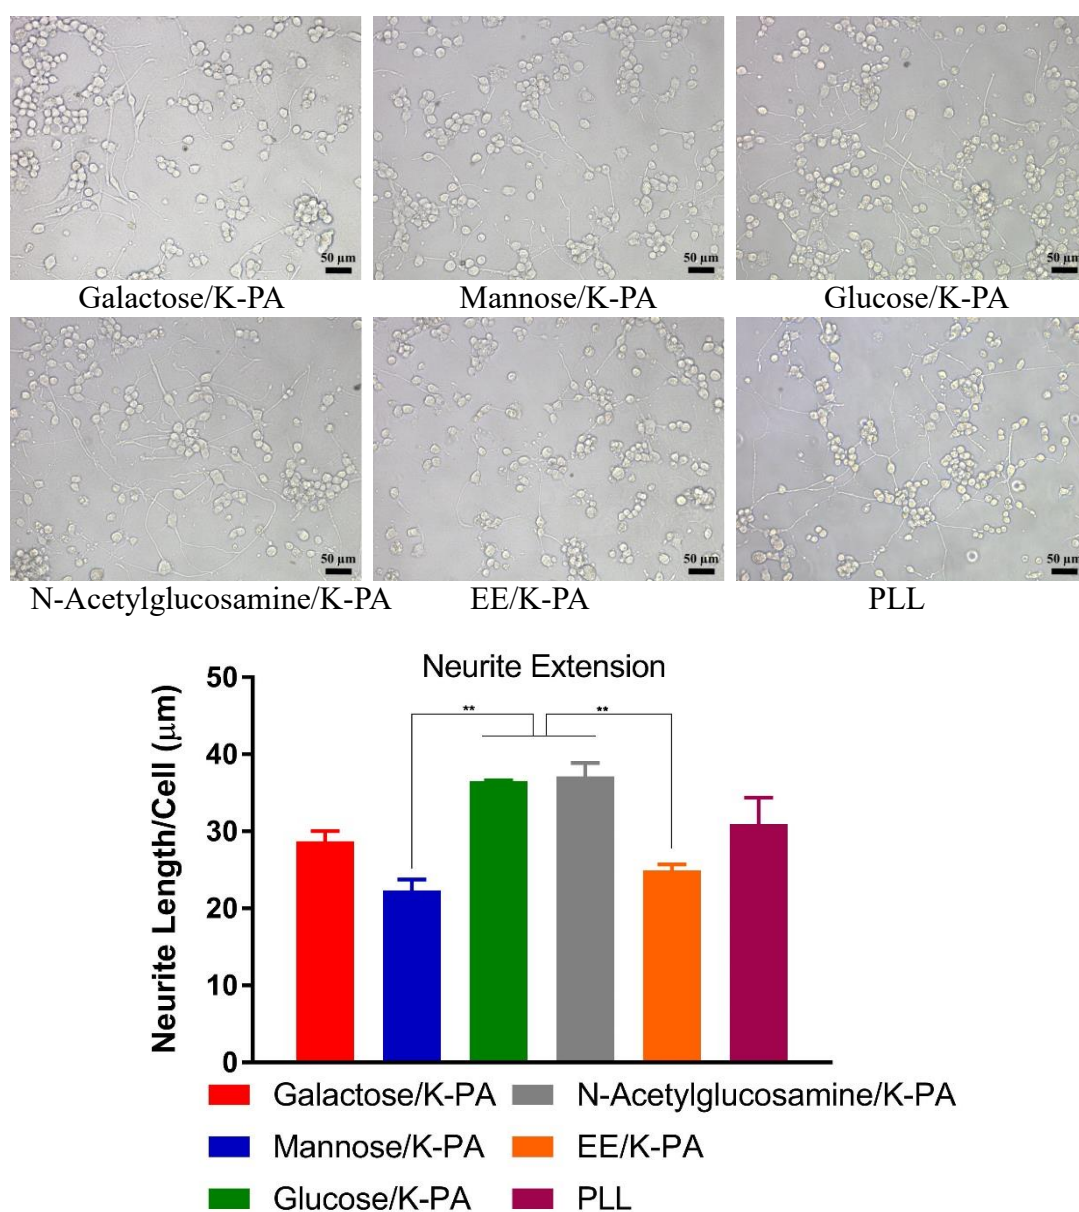 50 µm
50 µm
50 µm
Galactose/K-PA
Mannose/K-PA
Glucose/K-PA
50 µm
50 µm
50 µm
N-Acetylglucosamine/K-PA
EE/K-PA
PLL
Neurite Extension
Neurite Length/Cell (μm)
50
40
30
20
10
0
**
**
Galactose/K-PA
N-Acetylglucosamine/K-PA
Mannose/K-PA
EE/K-PA
Glucose/K-PA
PLL